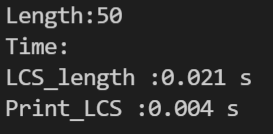 Length:50
Time:
LCS_length :0.021 s
Print_LCS :0.004 s